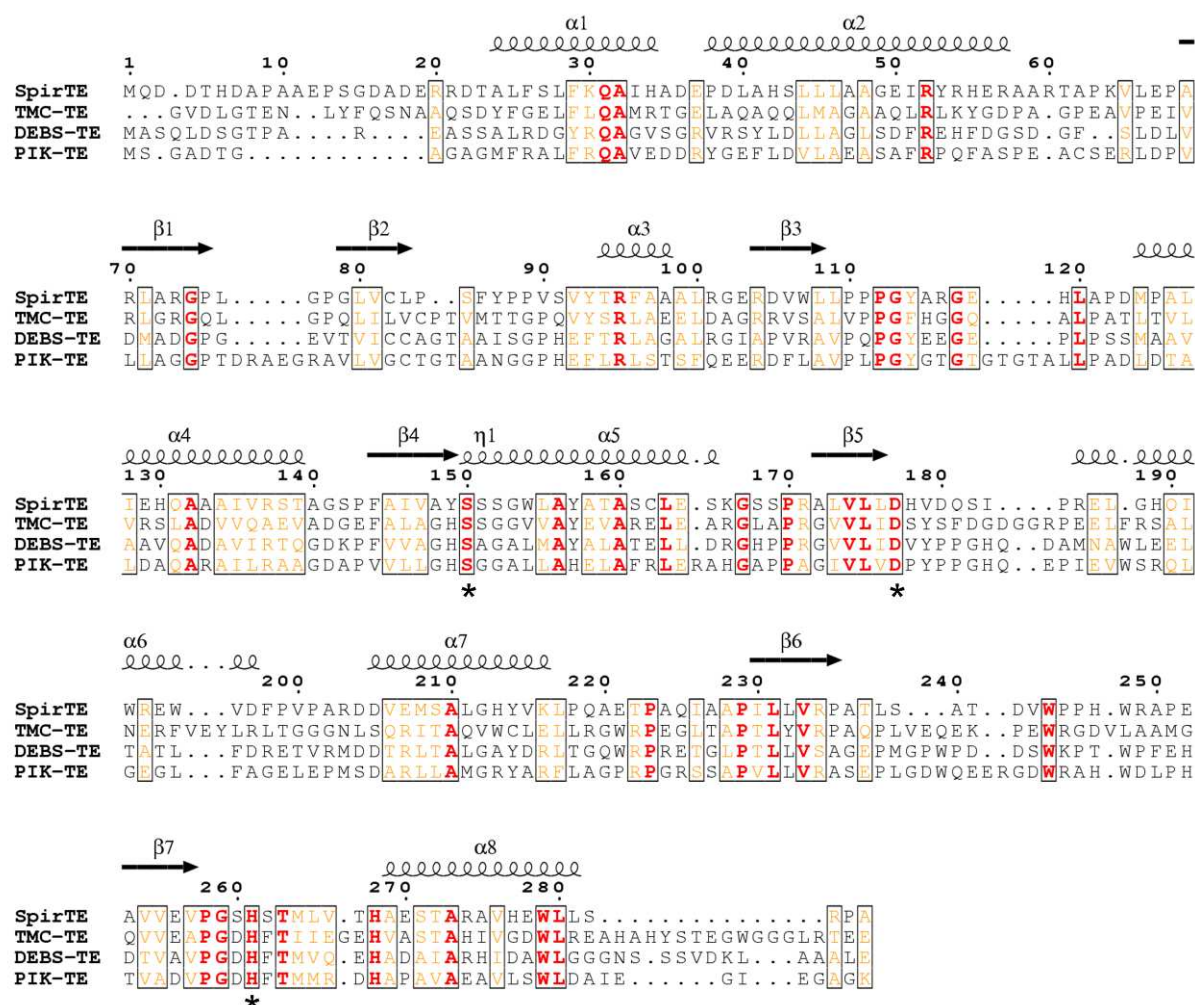 α1 α2
1 10 20 30 40 50 60
SpirTE MQD.DTHDAPAAEPSGDADERRDTALFSLFKQAIHADEPDLAHSLLLAAGEIRYRHERAARTAPKVLEPA
TMC-TE ...GVDLGTEN..LYFQSNAAQSDYFGELFLQAMRTGELAQAQQLMAGAAQLRLKYGDPA.GPEAVPEIV
DEBS-TE MASQLDSGTPA....R....EASSALRDGYRQAGVSGRVRSYLDLLAGLSDFREHFDGSD.GF..SLDLV
PIK-TE MS.GADTG............AGAGMFRALFRQAVEDDRYGEFLDVLAEASAFRPQFASPE.ACSERLDPV
β1 β2 α3 β3
70 80 90 100 110 120
SpirTE RLARGPL.....GPGLVCLP..SFYPPVSVYTRFAAALRGERDVWLLPPPGYARGE.....HLAPDMPAL
TMC-TE RLGRGQL.....GPQLILVCPTVMTTGPQVYSRLAEELDAGRRVSALVPPGFHGGQ.....ALPATLTVL
DEBS-TE DMADGPG.....EVTVICCAGTAAISGPHEFTRLAGALRGIAPVRAVPQPGYEEGE.....PLPSSMAAV
PIK-TE LLAGGPTDRAEGRAVLVGCTGTAANGGPHEFLRLSTSFQEERDFLAVPLPGYGTGTGTGTALLPADLDTA
α4 β4 η1 α5 β5
130 140 150 160 170 180 190
SpirTE IEHQAAAIVRSTAGSPFAIVAYSSSGWLAYATASCLE.SKGSSPRALVLIDHVDQSI....PREL.GHQI
TMC-TE VRSLADVVQAEVADGEFALAGHSSGGVVAYEVARELE.ARGLAPRGVVLIDSYSFDGDGGRPEELFRSAL
DEBS-TE AAVQADAVIRTQGDKPFVVAGHSAGALMAYALATELL.DRGHPPRGVVLIDVYPPGHQ..DAMNAWLEEL
PIK-TE LDAQARAILRAAGDAPVVLLGHSGGALLAHELAFRLERAHGAPPAGIVLVDPYPPGHQ..EPIEVWSRQL
* *
α6 α7 β6
200 210 220 230 240 250
SpirTE WREW...VDFPVPARDDVEMSALGHYVKLPQAETPAQIAAPILLVRPATLS..AT..DVWPPH.WRAPE
TMC-TE NERFVEYLRLTGGGNLSQRITAQVWCLELLRGWRPEGLTAPTLYVRPAQPLVEQEK..PEWRGDVLAAMG
DEBS-TE TATL...FDRETVRMDDTRLTALGAYDRLTGQWRPRETGLPTLLVSAGEPMGPWPD..DSWKPT.WPFEH
PIK-TE GEGL...FAGELEPMSDARLLAMGRYARFLAGPRPGRSSAPVLLVRASEPLGDWQEERGDWRAH.WDLPH
β7 α8
260 270 280
SpirTE AVVEVPGSHSTMLV.THAESTARAVHEWLLS................RPA
TMC-TE QVVEAPGDHFTIIEGEHVASTAHIVGDWLREAHAHYSTEGWGGGLRTEE
DEBS-TE DTVAVPGDHFTMVQ.EHADAIARHIDAWLGGGNS.SSVDKL..AAALE
PIK-TE TVADVPGDHFTMMR.DHAPAVAEAVLSWLDAIE....GI...EGAGK
*